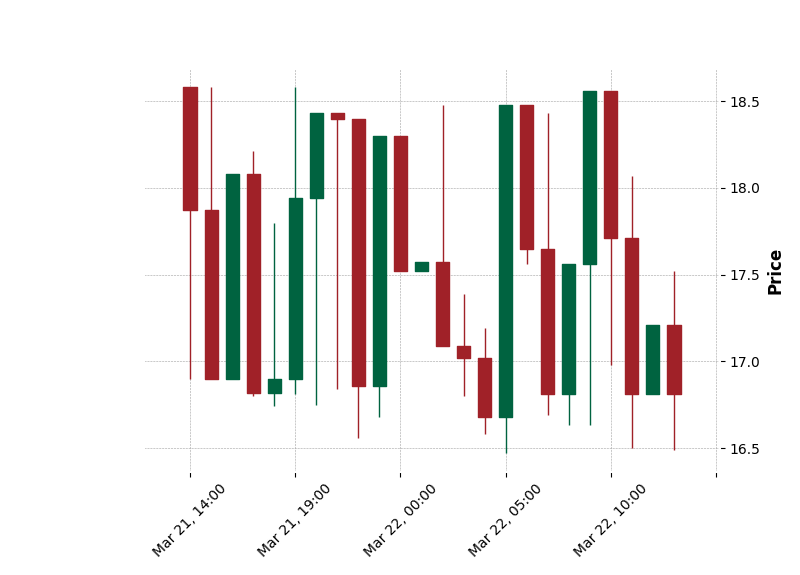 18.5
18.0
17.5
17.0
16.5
Price
Mar 21, 14:00
Mar 21, 19:00
Mar 22, 00:00
Mar 22, 05:00
Mar 22, 10:00